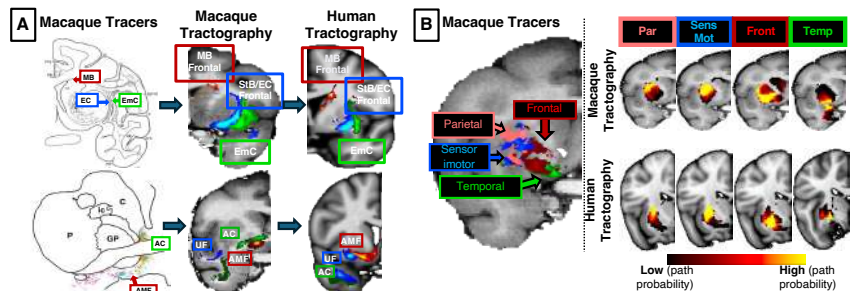 A Macaque Tracers
Macaque
Tractography
Human
Tractography
MB
EC
EmC
MB
Frontal
StB/EC
Frontal
EmC
MB
Frontal
StB/EC
Frontal
EmC
C
ic
P
GP
AC
AMF
UF
AC
AMF
AMF
UF
AC
B Macaque Tracers
Frontal
Parietal
Sensor
imotor
Temporal
Par
Sens
Mot
Front
Temp
Macaque
Tractography
Human
Tractography
Low (path
probability)
High (path
probability)